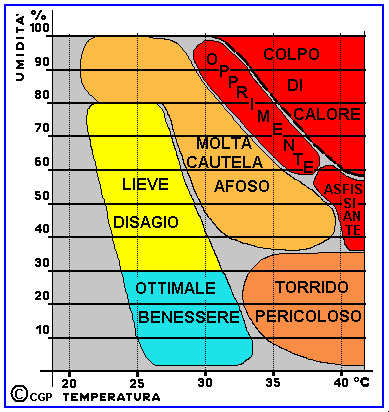 UMIDITA' %
100
90
80
70
60
50
40
30
20
10
COLPO
DI
CALORE
OPPRIMENTE
MOLTA
CAUTELA
AFOSO
ASFIS
SI
AN
TE
LIEVE
DISAGIO
OTTIMALE
BENESSERE
TORRIDO
PERICOLOSO
20 25 30 35 40 °C
© CGP TEMPERATURA